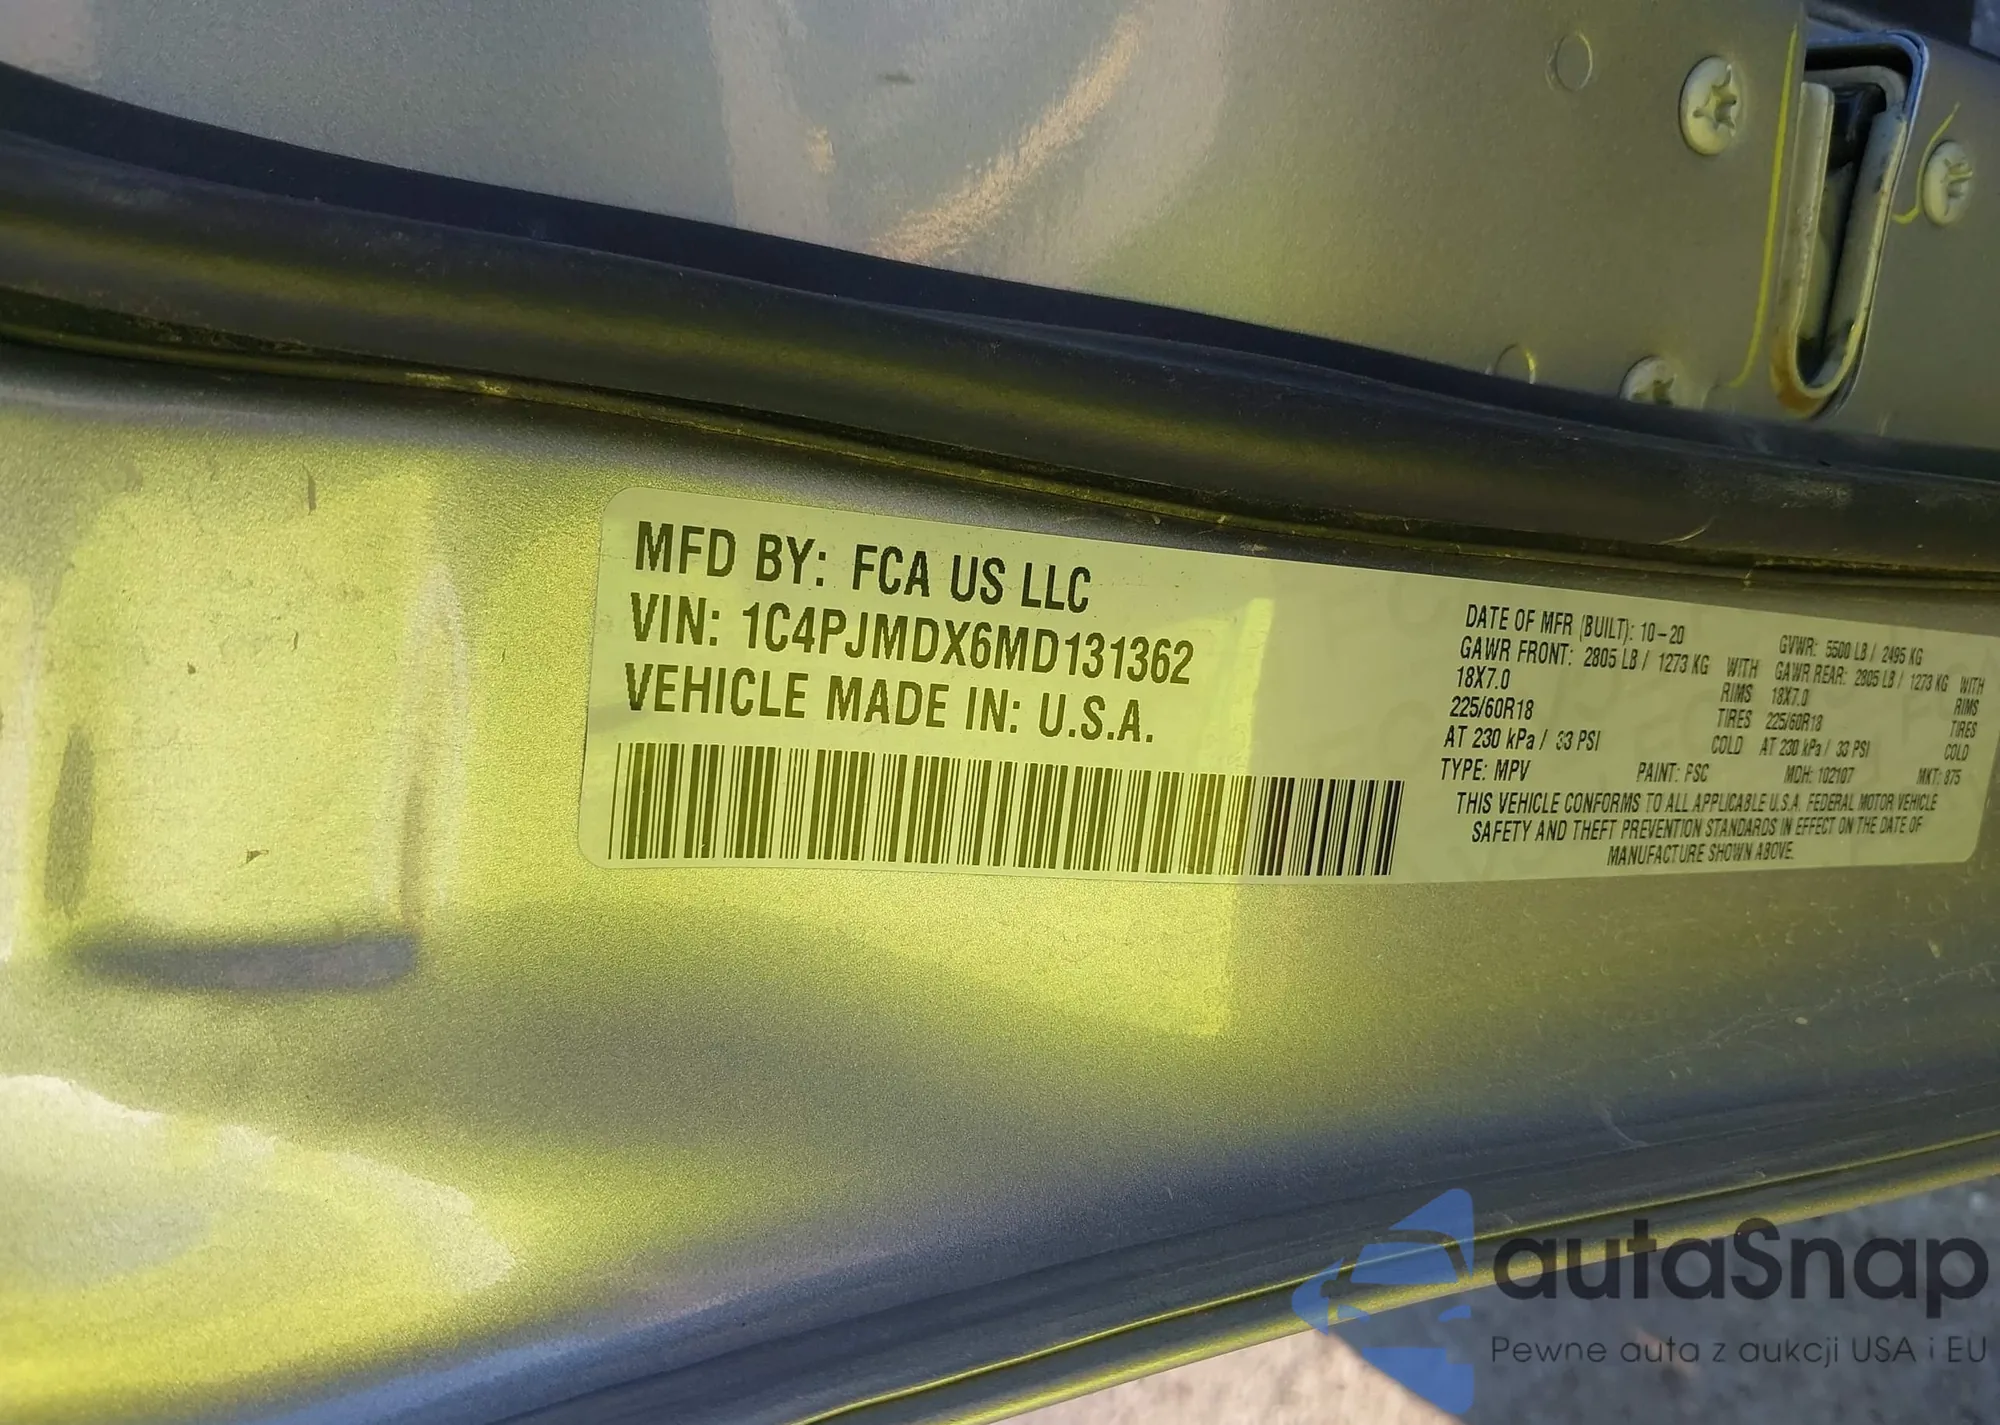 MFD BY: FCA US LLC
VIN: 1C4PJMDX6MD131362
VEHICLE MADE IN: U.S.A.
DATE OF MFR (BUILT): 10-20 GVWR: 5500 LB / 2495 KG
GAWR FRONT: 2805 LB / 1273 KG WITH GAWR REAR: 2805 LB / 1273 KG WITH
18X7.0 RIMS 18X7.0 RIMS
225/60R18 TIRES 225/60R18 TIRES
AT 230 kPa / 33 PSI COLD AT 230 kPa / 33 PSI COLD
TYPE: MPV PAINT: PSC MDH: 102107 MKT: 875
THIS VEHICLE CONFORMS TO ALL APPLICABLE U.S.A. FEDERAL MOTOR VEHICLE
SAFETY AND THEFT PREVENTION STANDARDS IN EFFECT ON THE DATE OF
MANUFACTURE SHOWN ABOVE.
autaSnap
Pewne auta z aukcji USA i EU